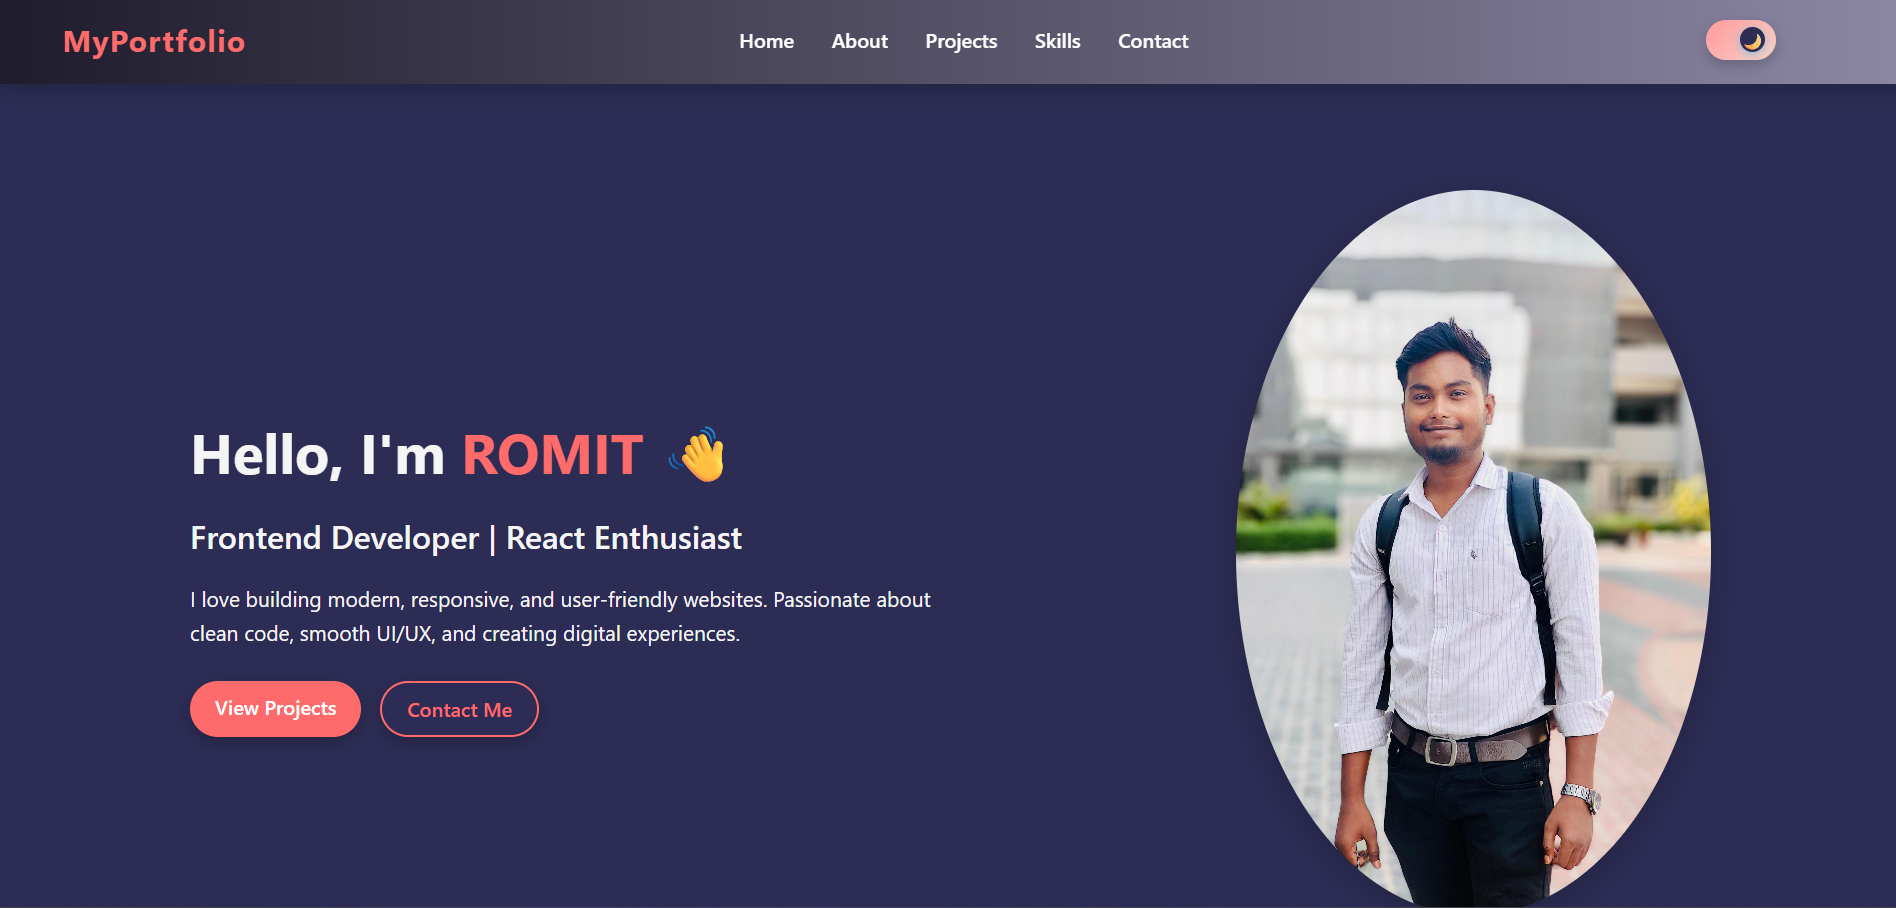 MyPortfolio
Home About Projects Skills Contact
Hello, I'm ROMIT 👋
Frontend Developer | React Enthusiast
I love building modern, responsive, and user-friendly websites. Passionate about
clean code, smooth UI/UX, and creating digital experiences.
View Projects Contact Me